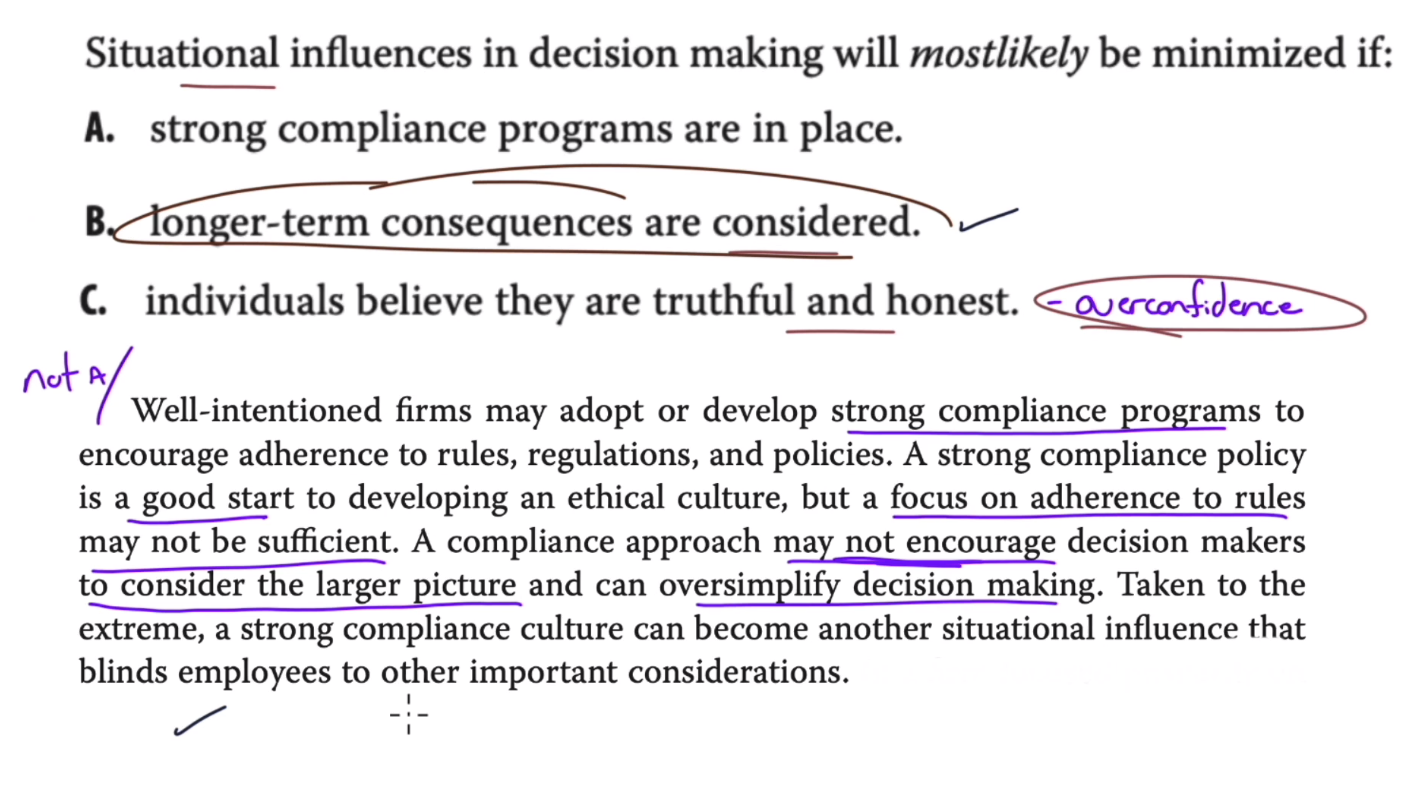 Situational influences in decision making will mostlikely be minimized if:
A. strong compliance programs are in place.
B. longer-term consequences are considered.
C. individuals believe they are truthful and honest. - overconfidence
not A/
Well-intentioned firms may adopt or develop strong compliance programs to
encourage adherence to rules, regulations, and policies. A strong compliance policy
is a good start to developing an ethical culture, but a focus on adherence to rules
may not be sufficient. A compliance approach may not encourage decision makers
to consider the larger picture and can oversimplify decision making. Taken to the
extreme, a strong compliance culture can become another situational influence that
blinds employees to other important considerations.